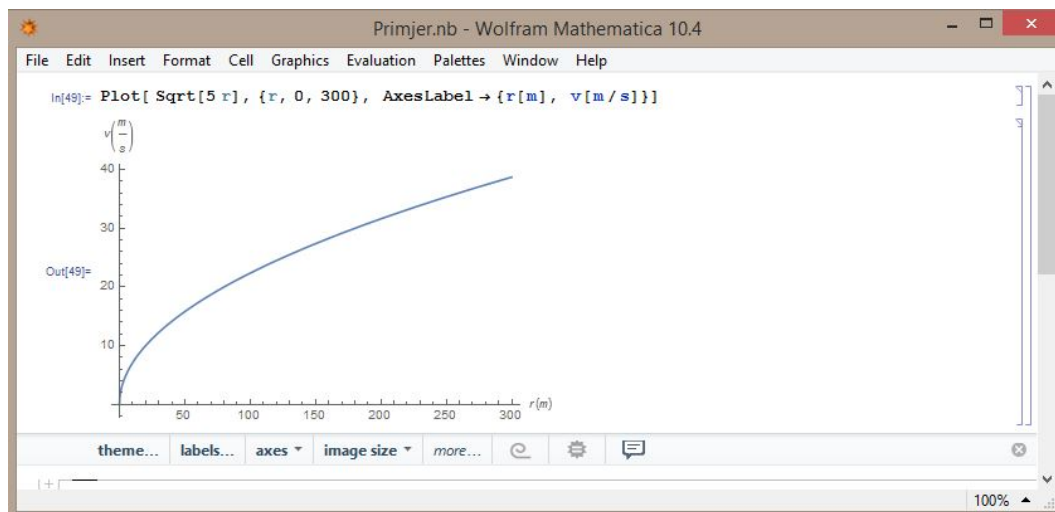 Primjer.nb - Wolfram Mathematica 10.4
File Edit Insert Format Cell Graphics Evaluation Palettes Window Help
In[49]:= Plot[ Sqrt[5 r], {r, 0, 300}, AxesLabel → {r[m], v[m/s]}]
v(m/s)
40
30
Out[49]=
20
10
50 100 150 200 250 300 r(m)
theme... labels... axes image size more...
100%